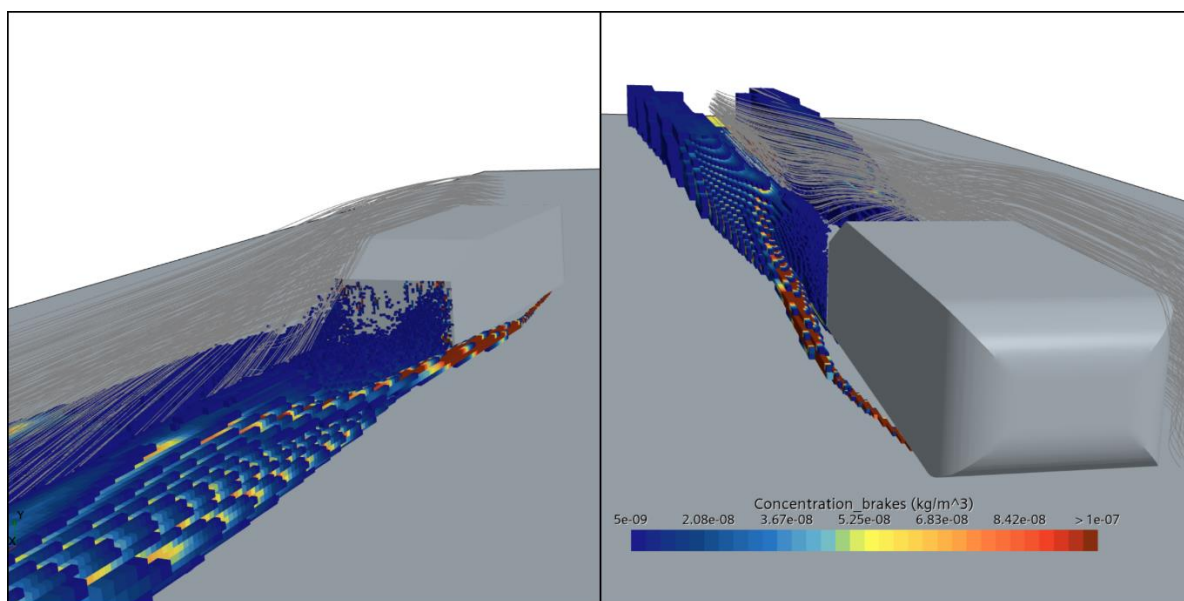 Y
X
Concentration_brakes (kg/m^3)
5e-09 2.08e-08 3.67e-08 5.25e-08 6.83e-08 8.42e-08 > 1e-07